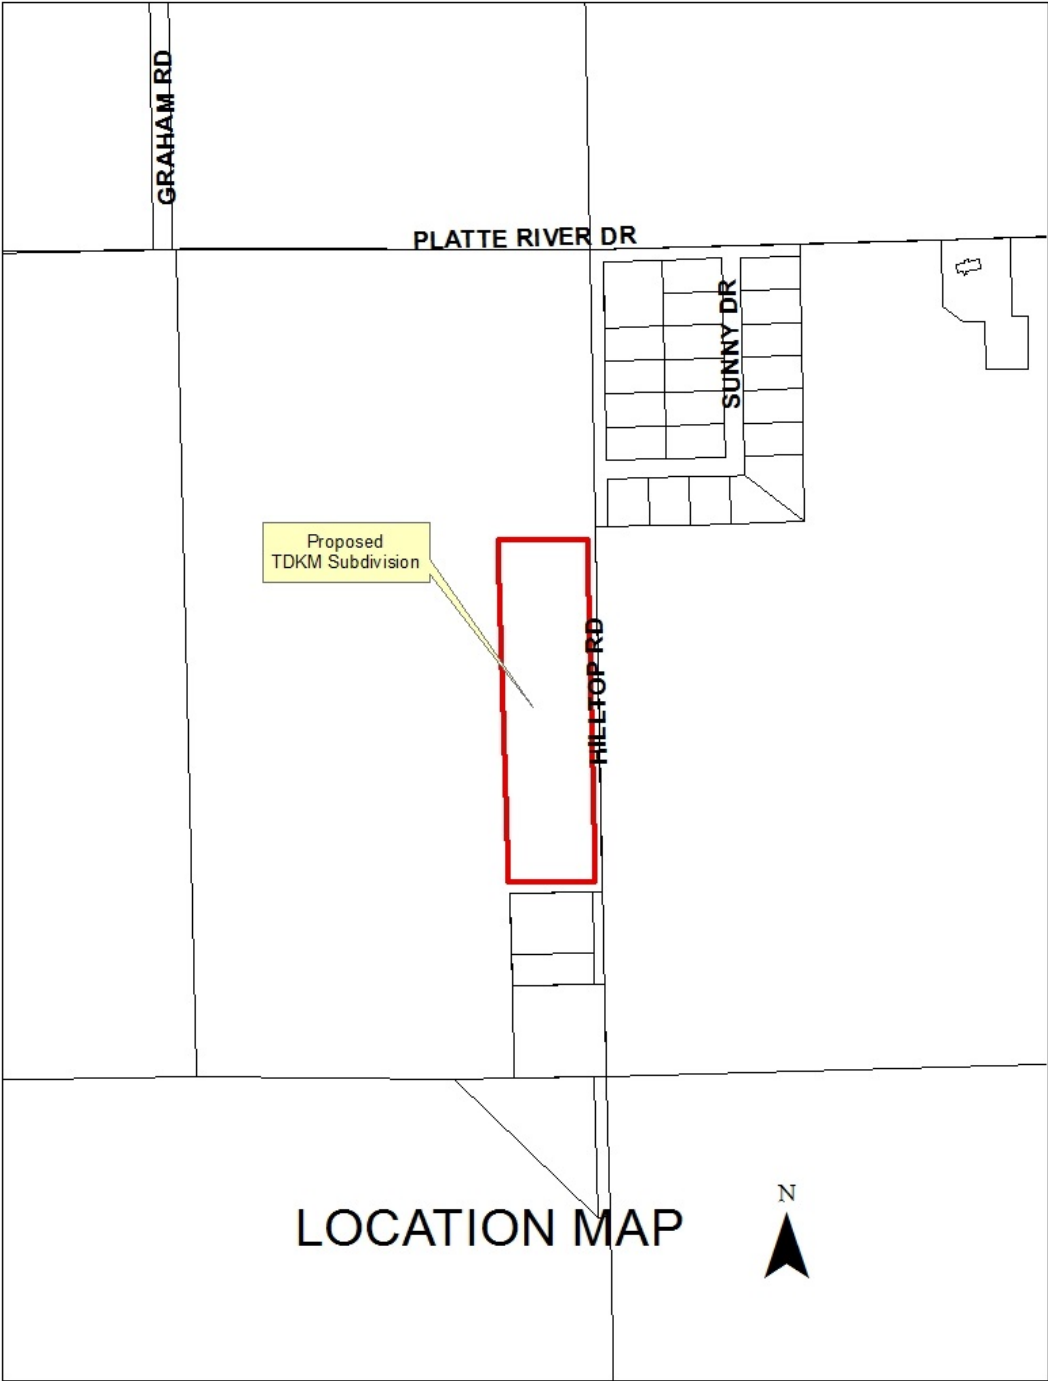 GRAHAM RD
PLATTE RIVER DR
SUNNY DR
Proposed
TDKM Subdivision
HILLTOP RD
N
LOCATION MAP